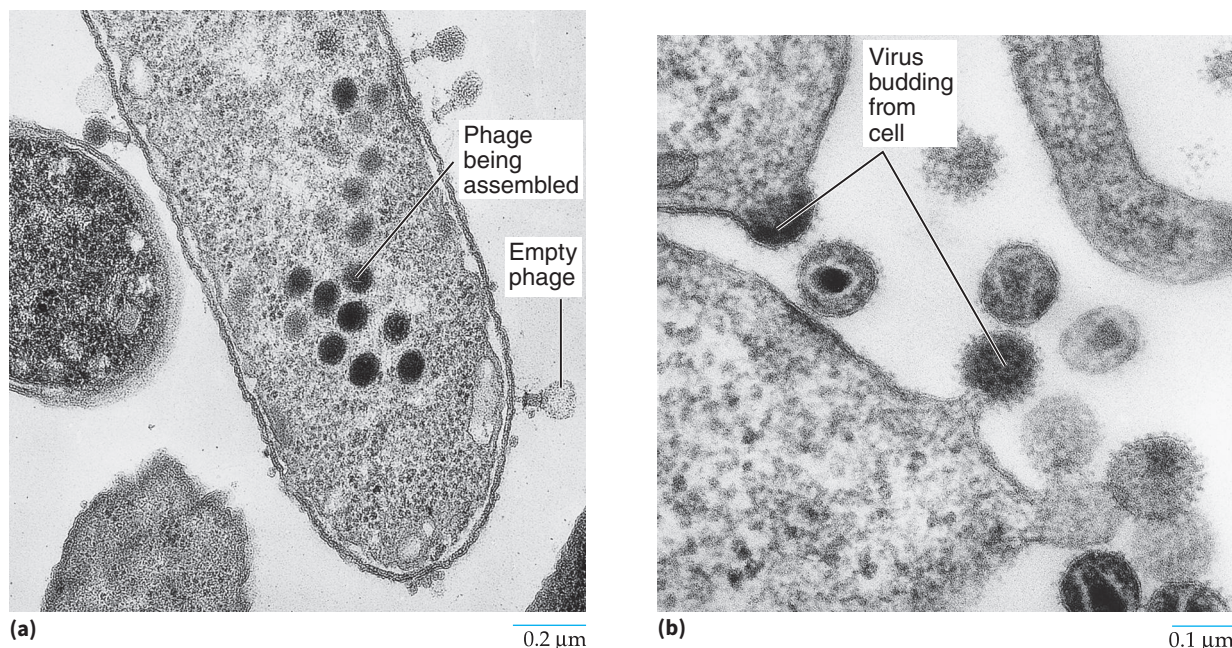 Phage
being
assembled
Empty
phage
(a)
0.2 µm
Virus
budding
from
cell
(b)
0.1 µm